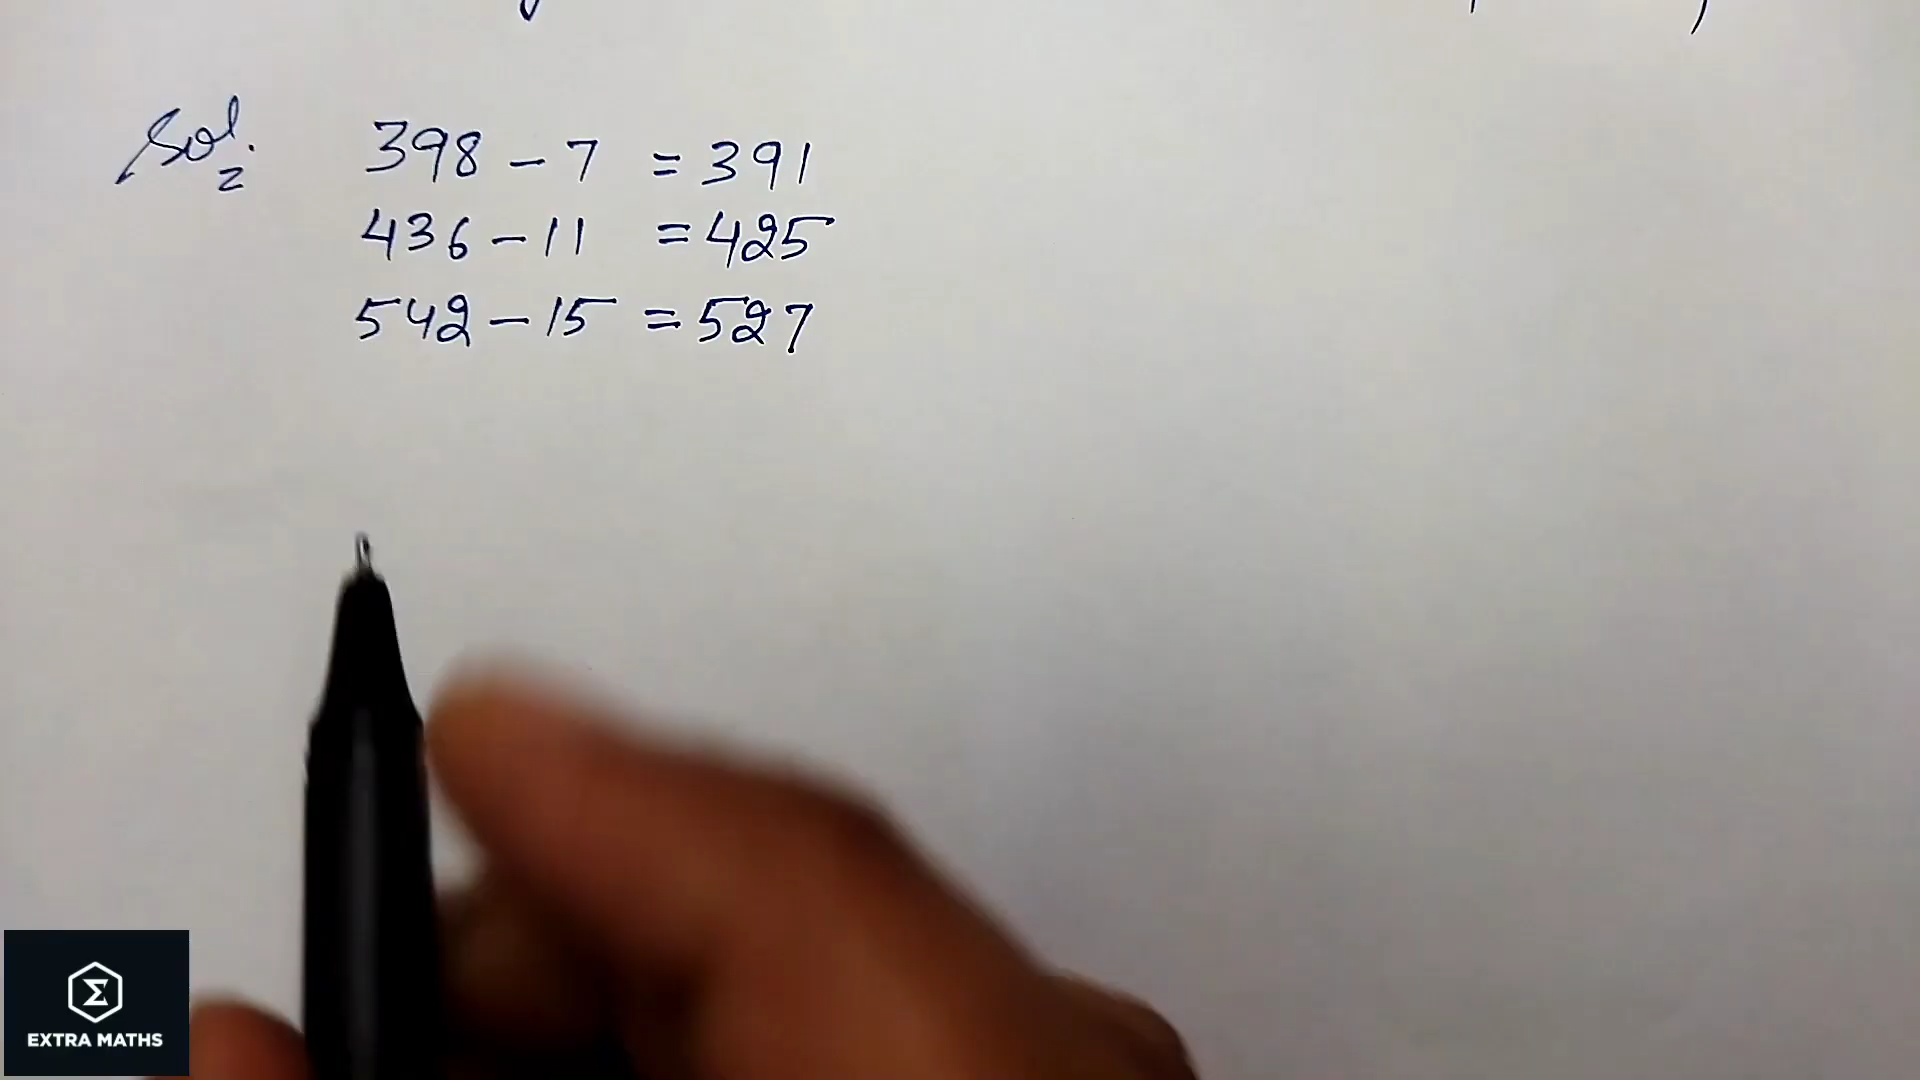 Sol.
398 - 7 = 391
436 - 11 = 425
542 - 15 = 527
Σ
EXTRA MATHS